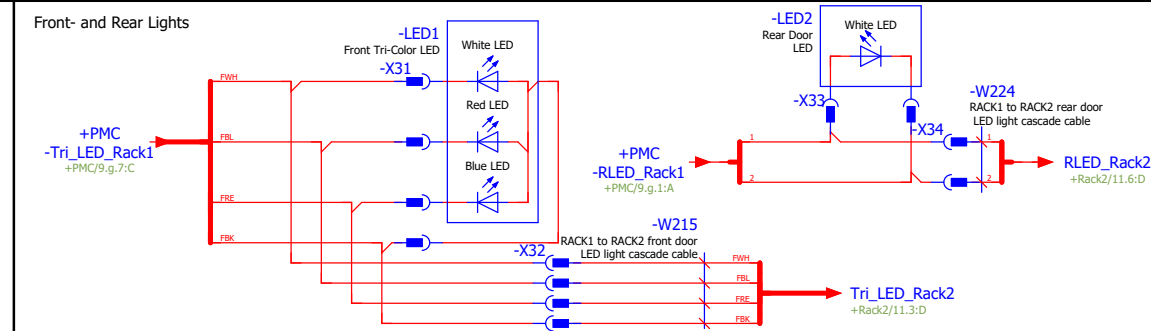 Front- and Rear Lights
-LED1
Front Tri-Color LED
-X31
White LED
Red LED
Blue LED
FWH
FBL
FRE
FBK
+PMC
-Tri_LED_Rack1
+PMC/9.g.7:C
-X32
-W215
RACK1 to RACK2 front door
LED light cascade cable
FWH
FBL
FRE
FBK
Tri_LED_Rack2
+Rack2/11.3:D
-LED2
Rear Door
LED
White LED
-X33
-X34
+PMC
-RLED_Rack1
+PMC/9.g.1:A
1
2
-W224
RACK1 to RACK2 rear door
LED light cascade cable
1
2
RLED_Rack2
+Rack2/11.6:D